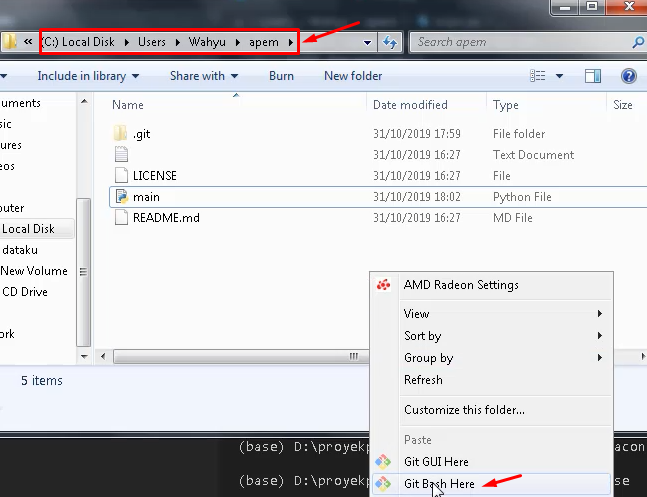 (C:) Local Disk Users Wahyu apem
Search apem
Include in library Share with Burn New folder
Name Date modified Type Size
.git 31/10/2019 17:59 File folder
31/10/2019 16:27 Text Document
LICENSE 31/10/2019 16:27 File
main 31/10/2019 18:02 Python File
README.md 31/10/2019 16:27 MD File
uments
sic
ures
eos
puter
Local Disk
dataku
New Volume
CD Drive
ork
5 items
AMD Radeon Settings
View
Sort by
Group by
Refresh
Customize this folder...
Paste
Git GUI Here
Git Bash Here
(base) D:\proyekp
acon
(base) D:\proyekp
se